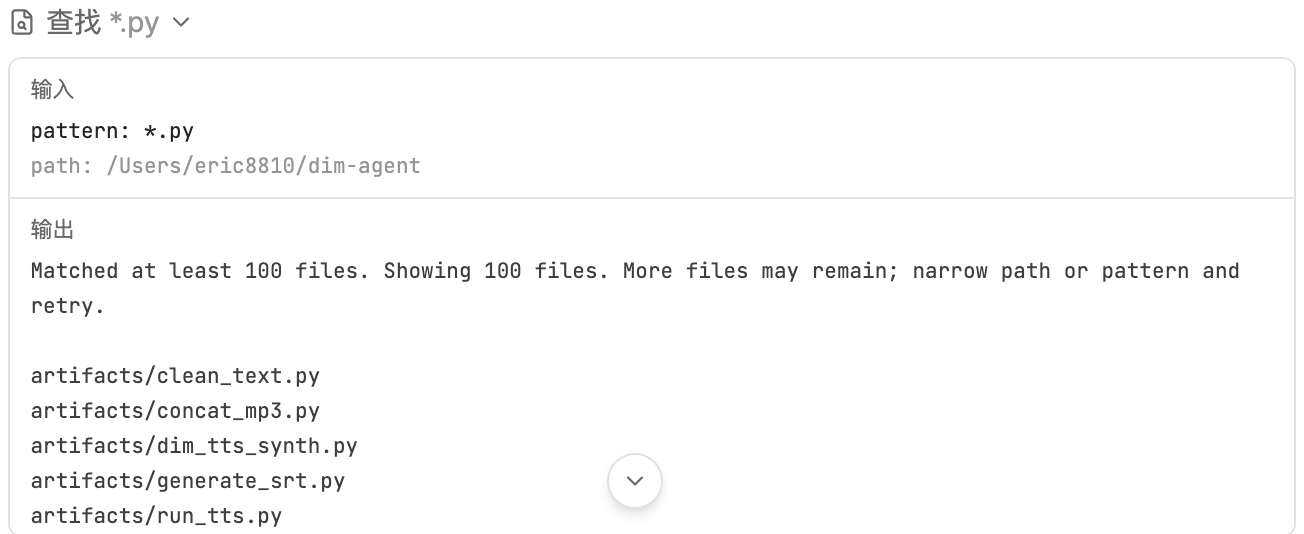 查找 *.py
输入
pattern: *.py
path: /Users/eric8810/dim-agent
输出
Matched at least 100 files. Showing 100 files. More files may remain; narrow path or pattern and
retry.
artifacts/clean_text.py
artifacts/concat_mp3.py
artifacts/dim_tts_synth.py
artifacts/generate_srt.py
artifacts/run_tts.py